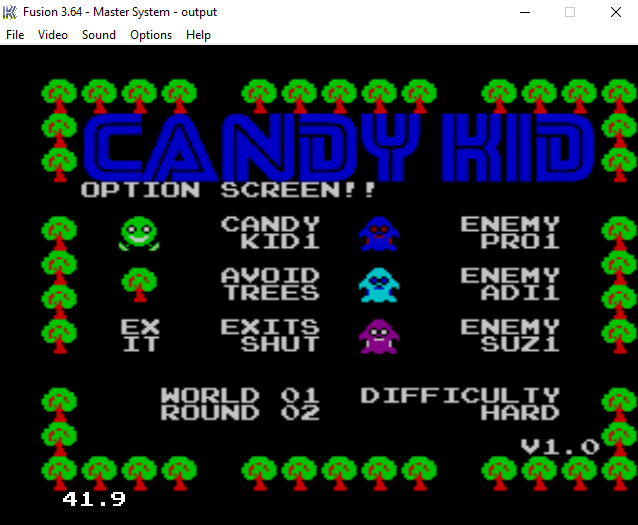 Fusion 3.64 - Master System - output
File Video Sound Options Help
CANDY KID
OPTION SCREEN!!
CANDY ENEMY
KID1 PRO1
AVOID ENEMY
TREES ADI1
EX EXITS ENEMY
IT SHUT SUZ1
WORLD 01 DIFFICULTY
ROUND 02 HARD
V1.0
41.9